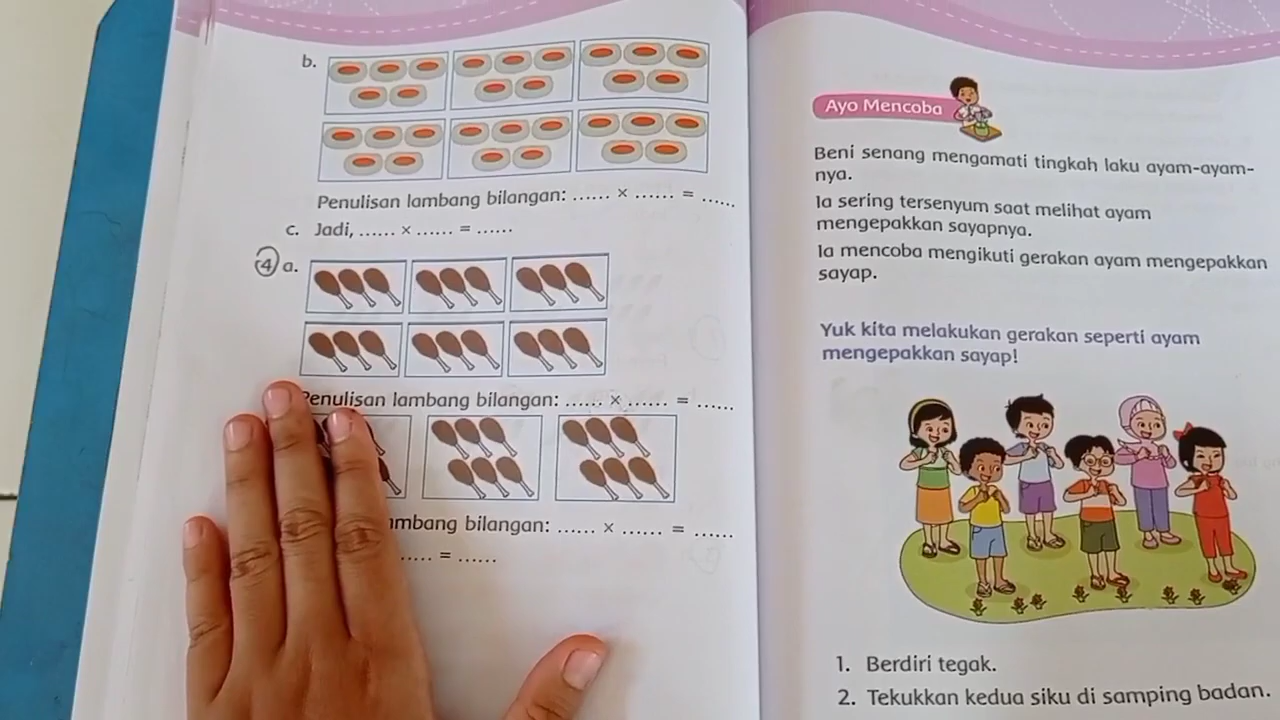 b.
Penulisan lambang bilangan: ...... × ...... = ......
c. Jadi, ...... × ...... = ......
4 a.
Penulisan lambang bilangan: ...... × ...... = ......
bilangan: ...... × ...... = ......
..... = ......
Ayo Mencoba
Beni senang mengamati tingkah laku ayam-ayam-
nya.
Ia sering tersenyum saat melihat ayam
mengepakkan sayapnya.
Ia mencoba mengikuti gerakan ayam mengepakkan
sayap.
Yuk kita melakukan gerakan seperti ayam
mengepakkan sayap!
1. Berdiri tegak.
2. Tekukkan kedua siku di samping badan.